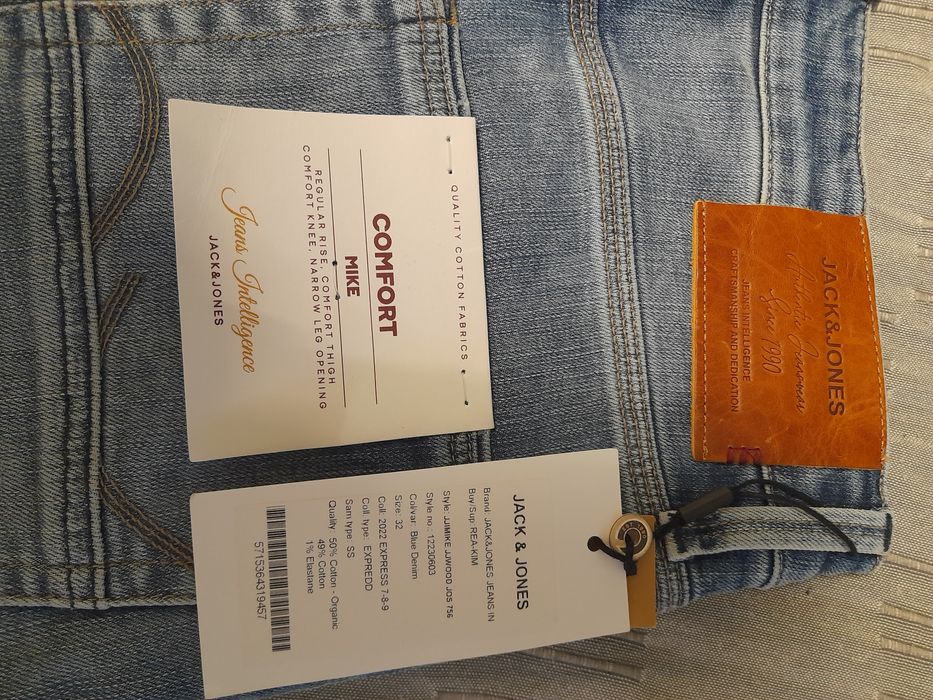 QUALITY COTTON FABRICS
COMFORT
MIKE
REGULAR RISE, COMFORT THIGH
COMFORT KNEE, NARROW LEG OPENING
Jeans Intelligence
JACK&JONES
JACK&JONES
Authentic Jeanswear
Since 1990
JEANS INTELLIGENCE
CRAFTSMANSHIP AND DEDICATION
JACK & JONES
Brand: JACK&JONES JEANS IN
Buy/Sup: REA-KIM
Style: JJIMIKE JJWOOD JOS 756
Style no.: 12230603
Col/var: Blue Denim
Size: 32
Coll: 2022 EXPRESS 7-8-9
Coll. type: EXPREDD
Sam type: SS
Quality: 50% Cotton - Organic
49% Cotton
1% Elastane
5715364319457